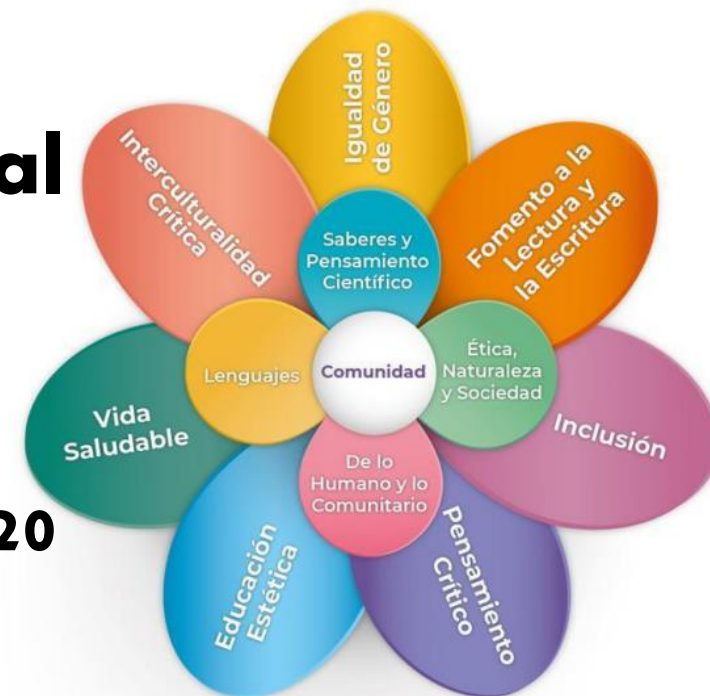 al
20
Igualdad
de Género
Interculturalidad
Crítica
Fomento a la
Lectura y
la Escritura
Saberes y
Pensamiento
Científico
Lenguajes
Comunidad
Ética,
Naturaleza
y Sociedad
Vida
Saludable
Inclusión
De lo
Humano y lo
Comunitario
Educación
Estética
Pensamiento
Crítico